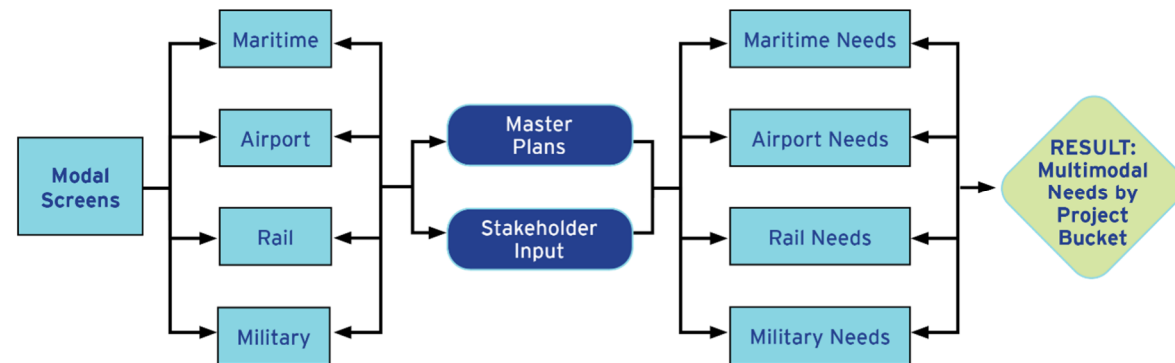 Modal
Screens
Maritime
Airport
Rail
Military
Master
Plans
Stakeholder
Input
Maritime Needs
Airport Needs
Rail Needs
Military Needs
RESULT:
Multimodal
Needs by
Project
Bucket